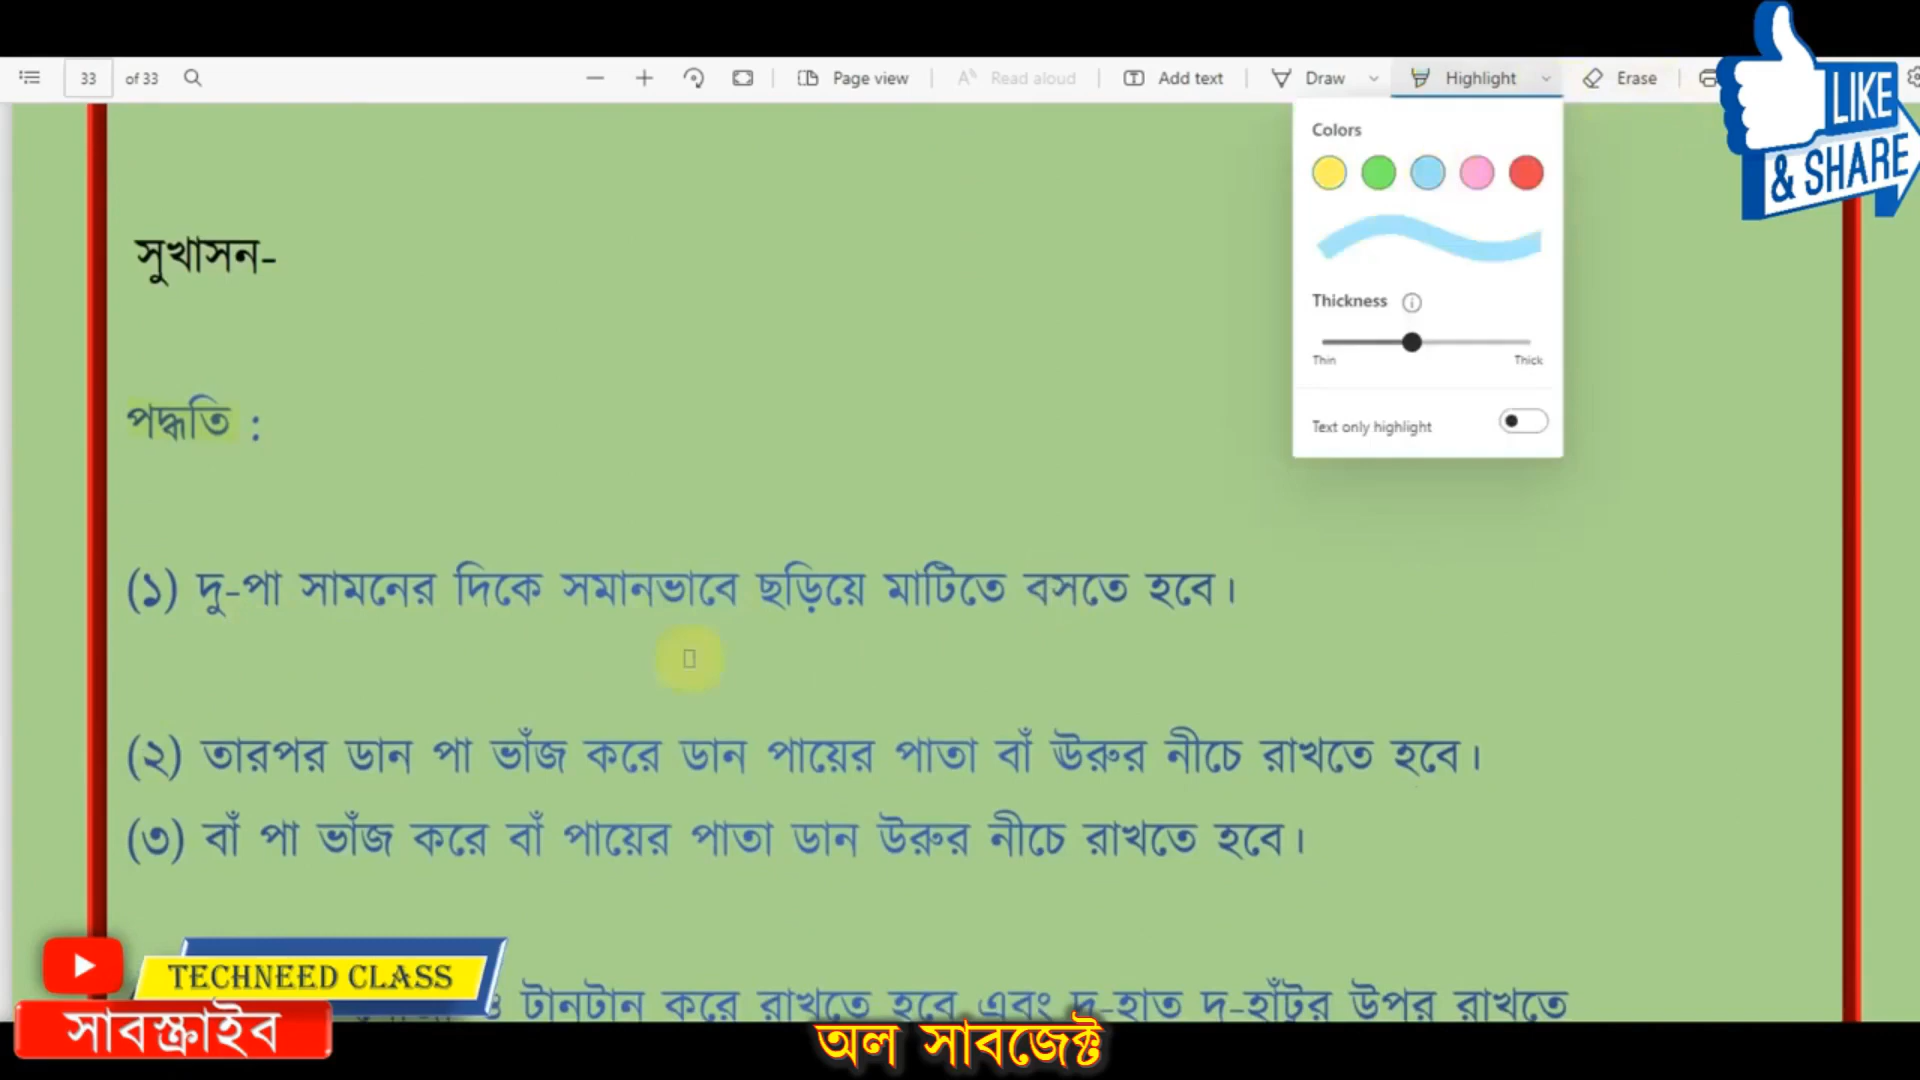 33 of 33 Page view Read aloud Add text Draw Highlight Erase
LIKE
& SHARE
Colors
Thickness
Thin Thick
Text only highlight
সুখাসন-
পদ্ধতি :
(১) দু-পা সামনের দিকে সমানভাবে ছড়িয়ে মাটিতে বসতে হবে।
(২) তারপর ডান পা ভাঁজ করে ডান পায়ের পাতা বাঁ ঊরুর নীচে রাখতে হবে।
(৩) বাঁ পা ভাঁজ করে বাঁ পায়ের পাতা ডান উরুর নীচে রাখতে হবে।
টানটান করে রাখতে হবে এবং দু-হাত দু-হাঁটুর উপর রাখতে
TECHNEED CLASS
সাবস্ক্রাইব
অল সাবজেক্ট